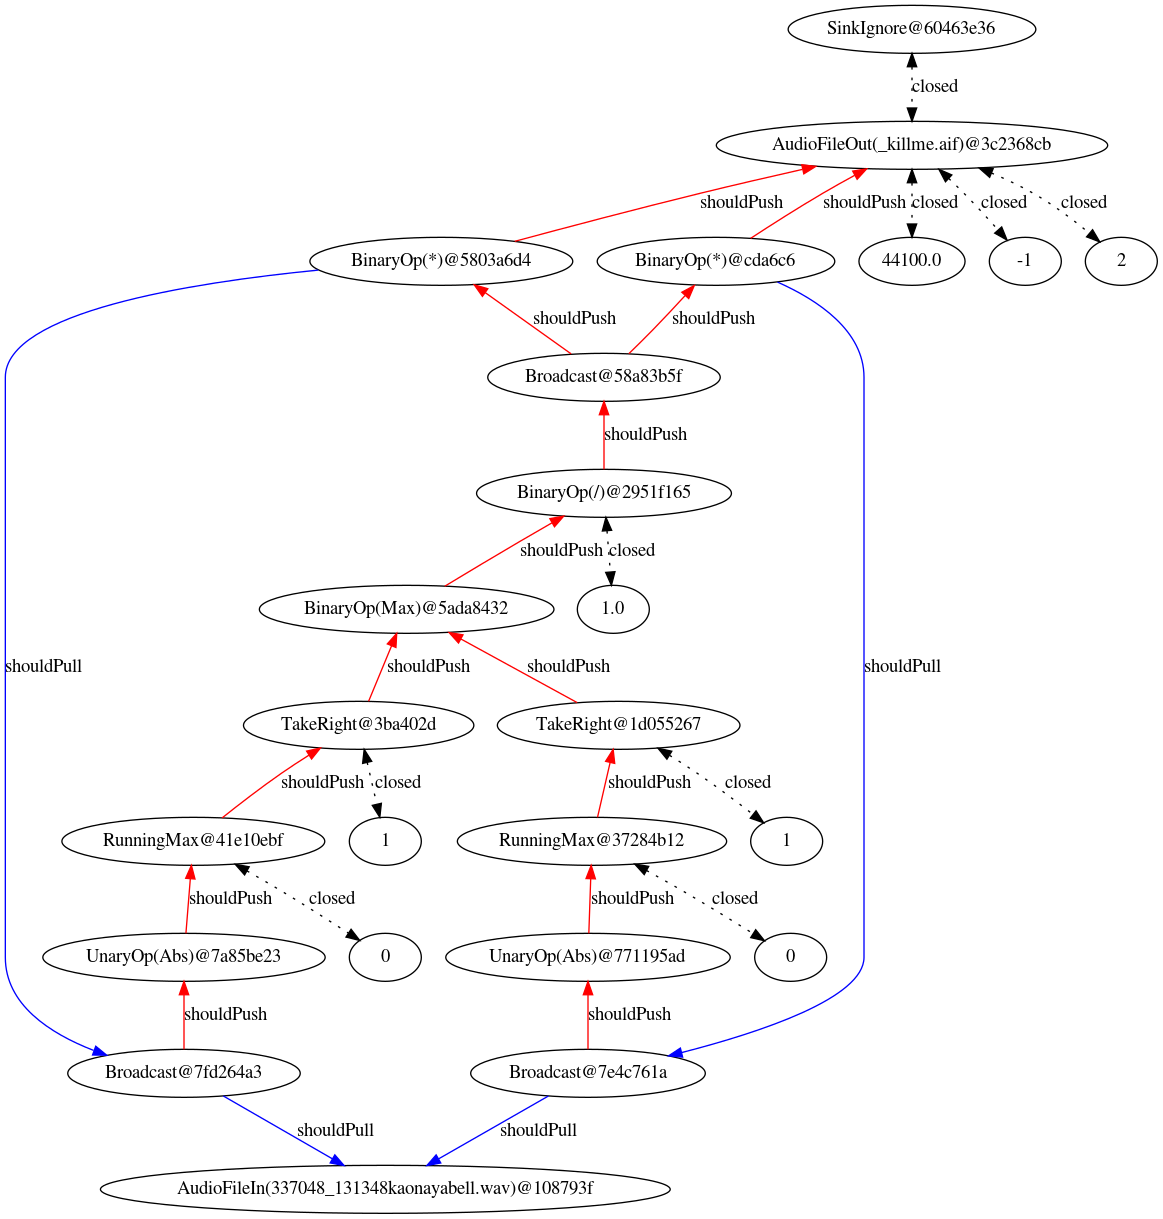 SinkIgnore@60463e36
closed
AudioFileOut(_killme.aif)@3c2368cb
shouldPush
shouldPush
closed
closed
closed
BinaryOp(*)@5803a6d4
BinaryOp(*)@cda6c6
44100.0
-1
2
shouldPush
shouldPush
Broadcast@58a83b5f
shouldPush
BinaryOp(/)@2951f165
shouldPush
closed
BinaryOp(Max)@5ada8432
1.0
shouldPull
shouldPush
shouldPush
shouldPull
TakeRight@3ba402d
TakeRight@1d055267
shouldPush
closed
shouldPush
closed
RunningMax@41e10ebf
1
RunningMax@37284b12
1
shouldPush
closed
shouldPush
closed
UnaryOp(Abs)@7a85be23
0
UnaryOp(Abs)@771195ad
0
shouldPush
shouldPush
Broadcast@7fd264a3
Broadcast@7e4c761a
shouldPull
shouldPull
AudioFileIn(337048_131348kaonayabell.wav)@108793f